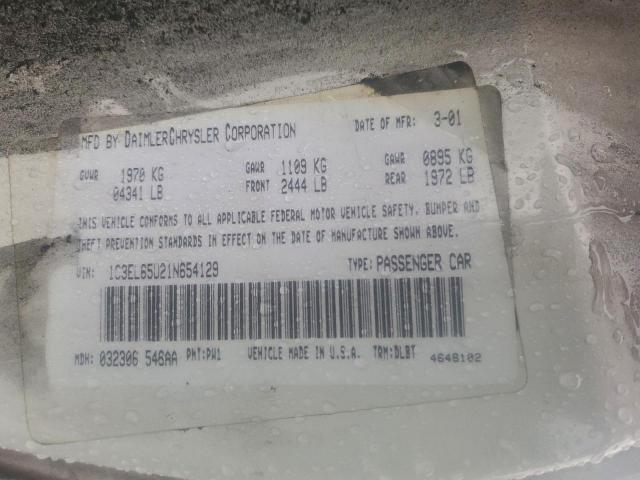 MFD BY DAIMLERCHRYSLER CORPORATION DATE OF MFR: 3-01
GVWR 1970 KG GAWR 1109 KG GAWR 0895 KG
04341 LB FRONT 2444 LB REAR 1972 LB
THIS VEHICLE CONFORMS TO ALL APPLICABLE FEDERAL MOTOR VEHICLE SAFETY, BUMPER AND
THEFT PREVENTION STANDARDS IN EFFECT ON THE DATE OF MANUFACTURE SHOWN ABOVE.
VIN: 1C3EL65U21N654129 TYPE: PASSENGER CAR
MDH: 032306 546AA PNT: PW1 VEHICLE MADE IN U.S.A. TRM: DLBT 4648102